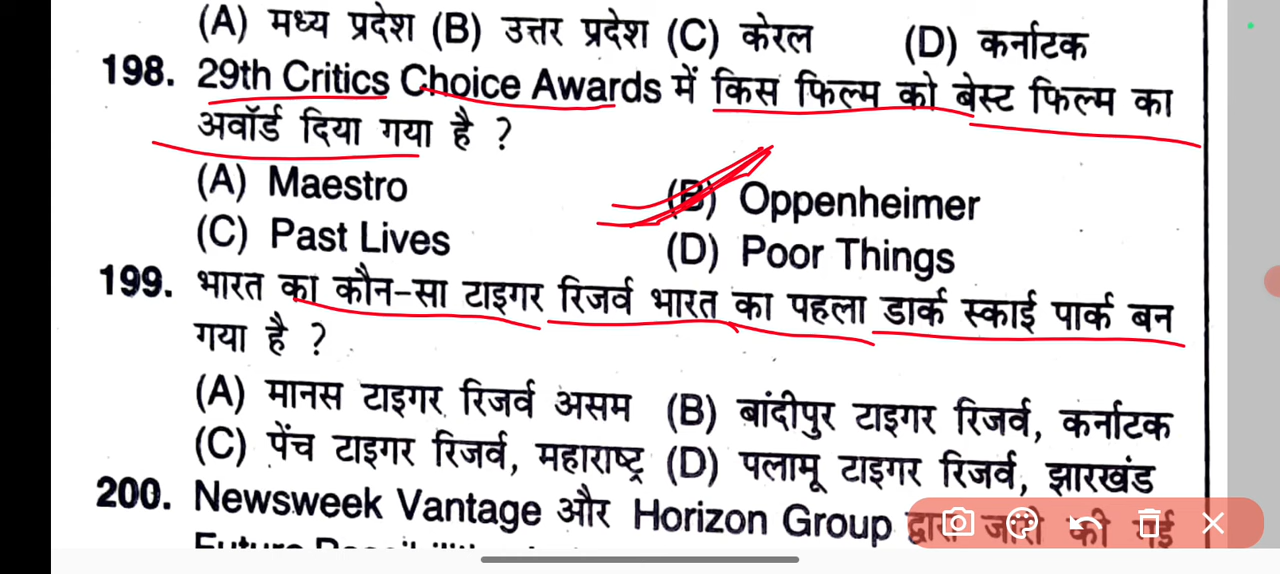 (A) मध्य प्रदेश (B) उत्तर प्रदेश (C) केरल (D) कर्नाटक
198. 29th Critics Choice Awards में किस फिल्म को बेस्ट फिल्म का
अवॉर्ड दिया गया है ?
(A) Maestro (B) Oppenheimer
(C) Past Lives (D) Poor Things
199. भारत का कौन-सा टाइगर रिजर्व भारत का पहला डार्क स्काई पार्क बन
गया है ?
(A) मानस टाइगर रिजर्व असम (B) बांदीपुर टाइगर रिजर्व, कर्नाटक
(C) पेंच टाइगर रिजर्व, महाराष्ट्र (D) पलामू टाइगर रिजर्व, झारखंड
200. Newsweek Vantage और Horizon Group द्वारा जारी की गई